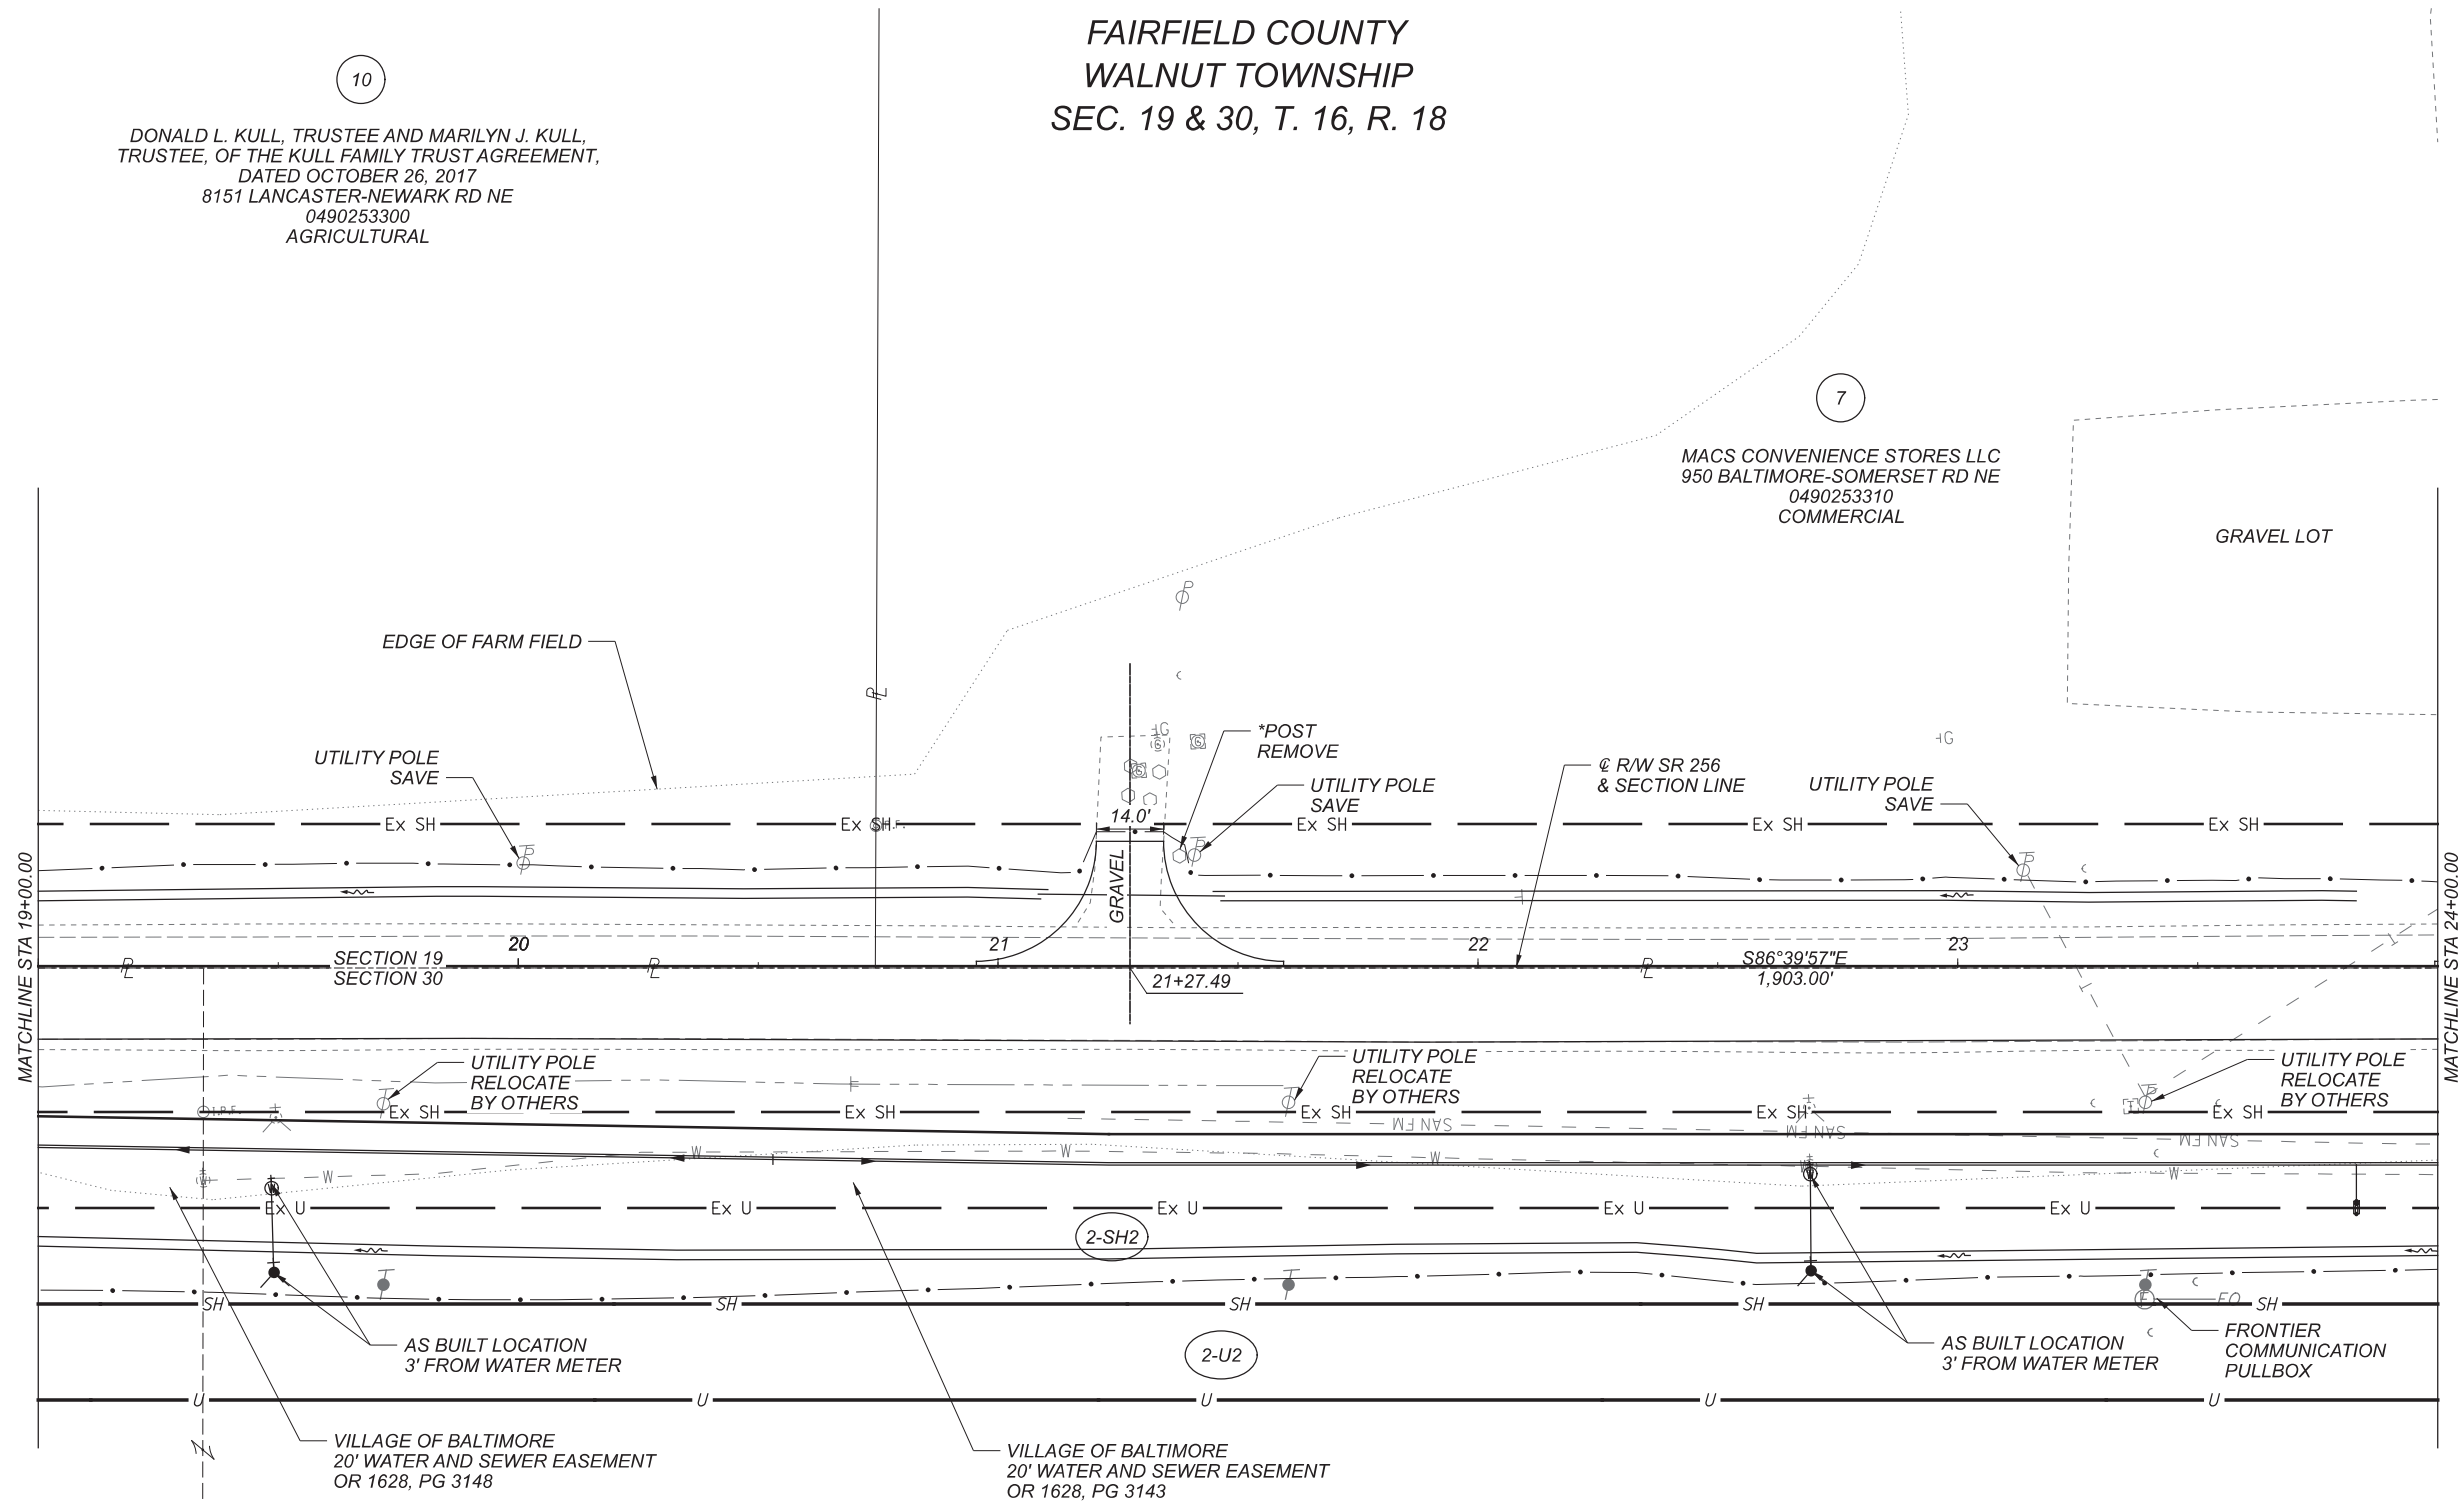 FAIRFIELD COUNTY
WALNUT TOWNSHIP
SEC. 19 & 30, T. 16, R. 18
10
DONALD L. KULL, TRUSTEE AND MARILYN J. KULL,
TRUSTEE, OF THE KULL FAMILY TRUST AGREEMENT,
DATED OCTOBER 26, 2017
8151 LANCASTER-NEWARK RD NE
0490253300
AGRICULTURAL
7
MACS CONVENIENCE STORES LLC
950 BALTIMORE-SOMERSET RD NE
0490253310
COMMERCIAL
GRAVEL LOT
EDGE OF FARM FIELD
UTILITY POLE
SAVE
*POST
REMOVE
UTILITY POLE
SAVE
℄ R/W SR 256
& SECTION LINE
UTILITY POLE
SAVE
G
G
Ex SH
Ex SH
14.0'
Ex SH
Ex SH
Ex SH
GRAVEL
MATCHLINE STA 19+00.00
MATCHLINE STA 24+00.00
20
21
22
23
SECTION 19
SECTION 30
S86°39'57"E
1,903.00'
21+27.49
UTILITY POLE
RELOCATE
BY OTHERS
UTILITY POLE
RELOCATE
BY OTHERS
UTILITY POLE
RELOCATE
BY OTHERS
I.P.F.
Ex SH
Ex SH
Ex SH
Ex SH
Ex SH
SAN FM
SAN FM
SAN FM
W
W
W
W
W
Ex U
Ex U
Ex U
Ex U
Ex U
2-SH2
SH
SH
SH
SH
SH
FO
AS BUILT LOCATION
3' FROM WATER METER
2-U2
AS BUILT LOCATION
3' FROM WATER METER
FRONTIER
COMMUNICATION
PULLBOX
U
U
U
U
U
VILLAGE OF BALTIMORE
20' WATER AND SEWER EASEMENT
OR 1628, PG 3148
VILLAGE OF BALTIMORE
20' WATER AND SEWER EASEMENT
OR 1628, PG 3143